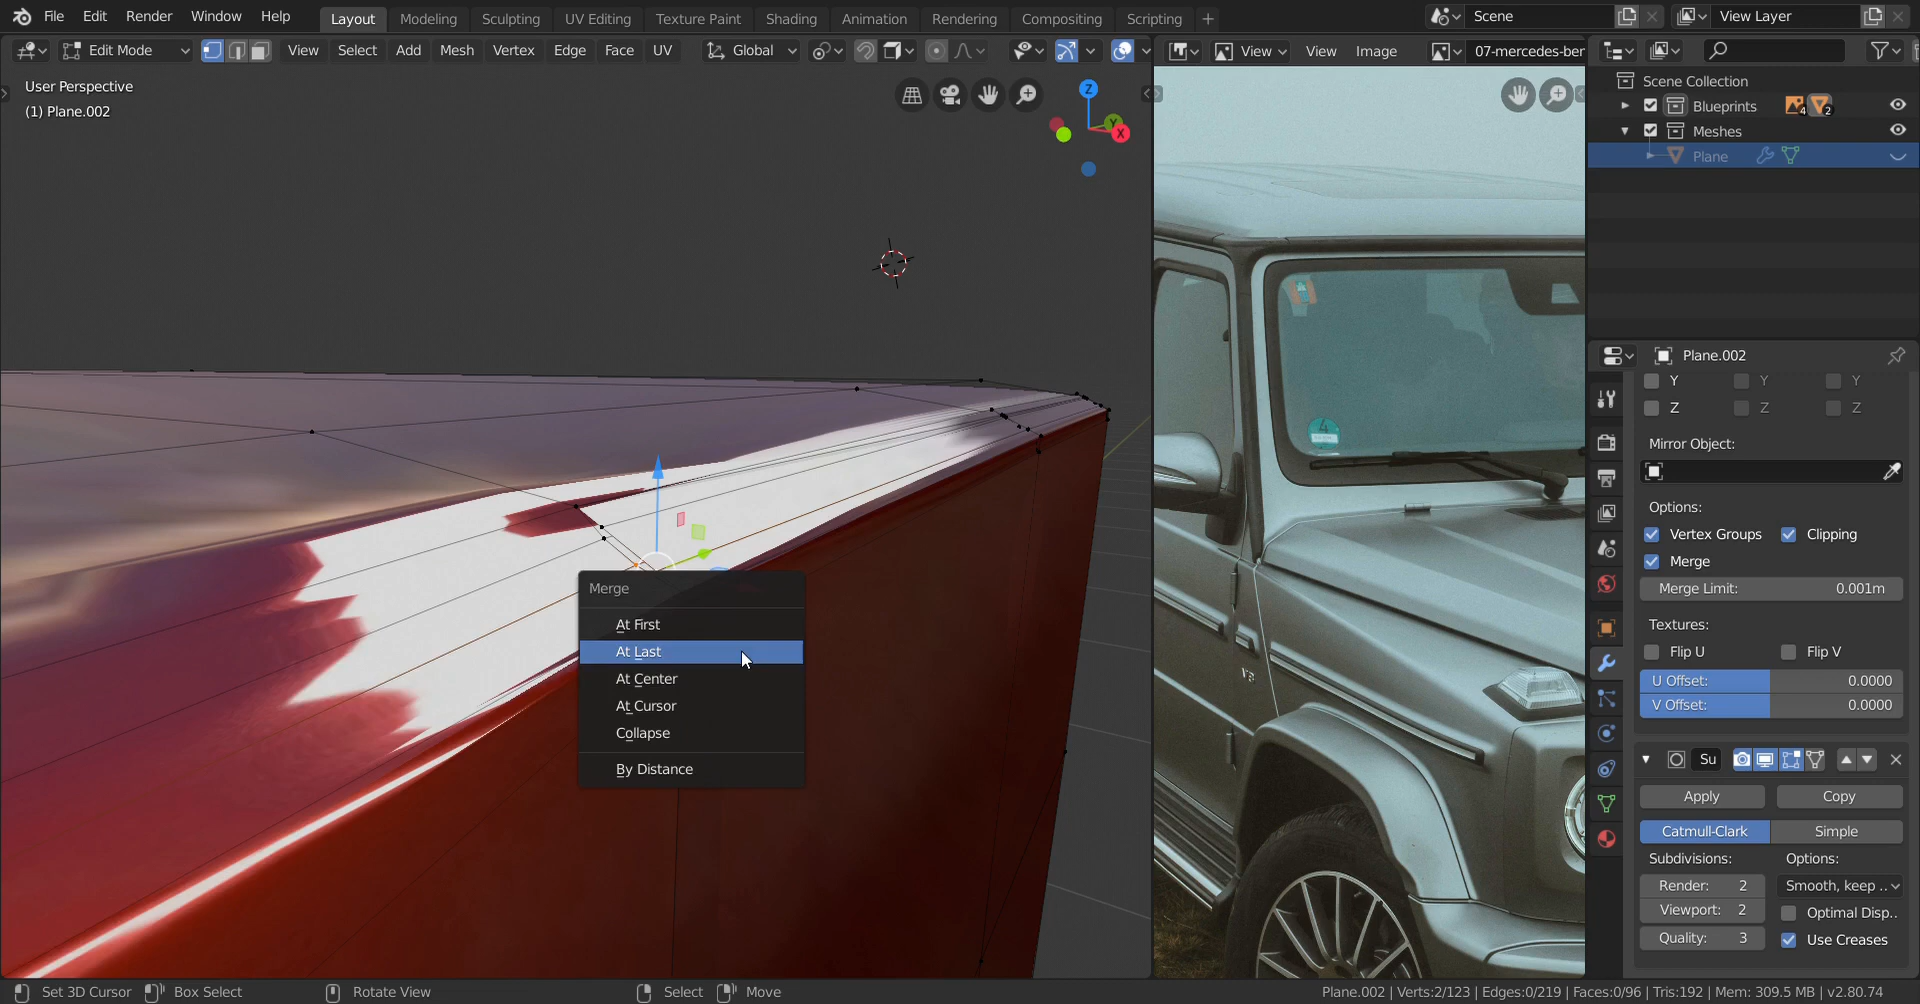 File Edit Render Window Help Layout Modeling Sculpting UV Editing Texture Paint Shading Animation Rendering Compositing Scripting + Scene View Layer
Edit Mode View Select Add Mesh Vertex Edge Face UV Global View View Image 07-mercedes-ber
User Perspective
(1) Plane.002
Z
Y
X
Scene Collection
Blueprints 4 2
Meshes
Plane
Plane.002
Y Y Y
Z Z Z
Mirror Object:
Options:
Vertex Groups Clipping
Merge
Merge Limit: 0.001m
Textures:
Flip U Flip V
U Offset: 0.0000
V Offset: 0.0000
Su
Apply Copy
Catmull-Clark Simple
Subdivisions: Options:
Render: 2 Smooth, keep ..
Viewport: 2 Optimal Disp..
Quality: 3 Use Creases
Merge
At First
At Last
At Center
At Cursor
Collapse
By Distance
4
V8
Set 3D Cursor Box Select Rotate View Select Move Plane.002 | Verts:2/123 | Edges:0/219 | Faces:0/96 | Tris:192 | Mem: 309.5 MB | v2.80.74